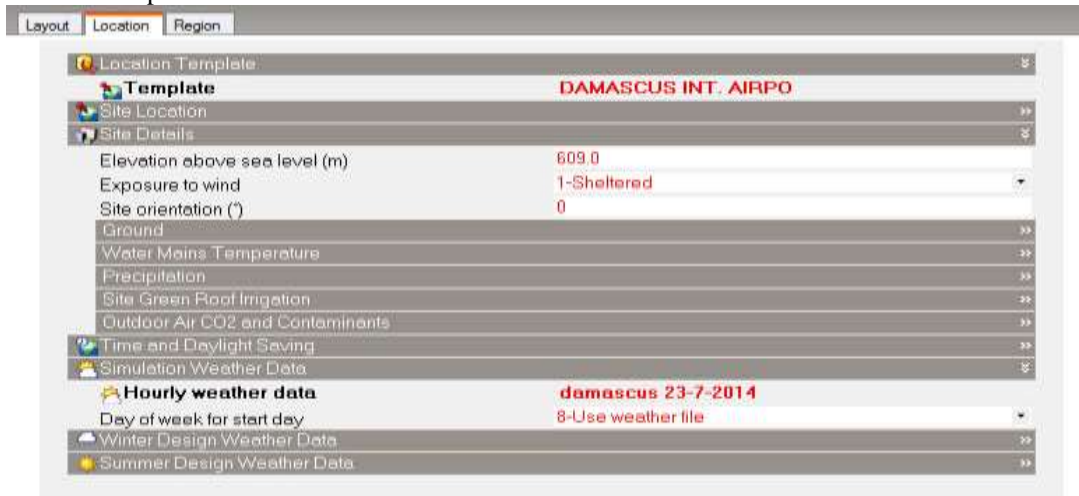 Layout Location Region
Location Template
Template DAMASCUS INT. AIRPO
Site Location
Site Details
Elevation above sea level (m) 609.0
Exposure to wind 1-Sheltered
Site orientation (°) 0
Ground
Water Mains Temperature
Precipitation
Site Green Roof Irrigation
Outdoor Air CO2 and Contaminants
Time and Daylight Saving
Simulation Weather Data
Hourly weather data damascus 23-7-2014
Day of week for start day 8-Use weather file
Winter Design Weather Data
Summer Design Weather Data